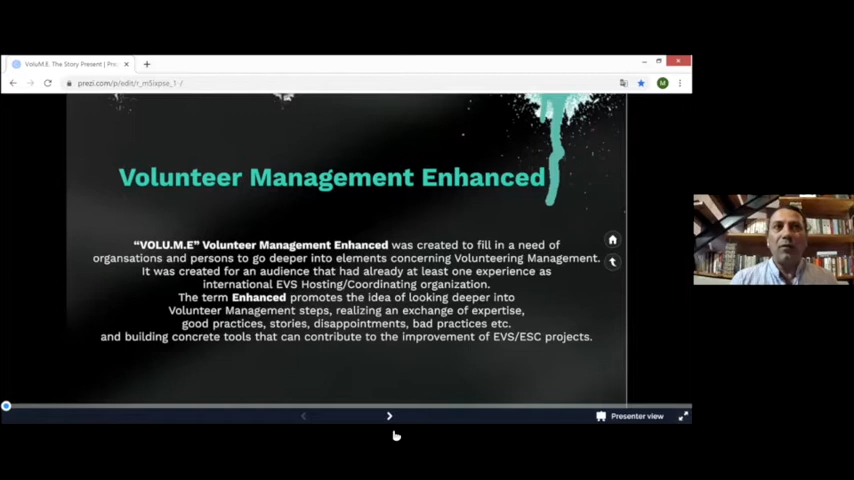 VoluM.E. The Story Present | Pre
prezi.com/p/edit/r_m5ixpse_1-/
M
Volunteer Management Enhanced
“VOLU.M.E” Volunteer Management Enhanced was created to fill in a need of
organsations and persons to go deeper into elements concerning Volunteering Management.
It was created for an audience that had already at least one experience as
international EVS Hosting/Coordinating organization.
The term Enhanced promotes the idea of looking deeper into
Volunteer Management steps, realizing an exchange of expertise,
good practices, stories, disappointments, bad practices etc.
and building concrete tools that can contribute to the improvement of EVS/ESC projects.
Presenter view